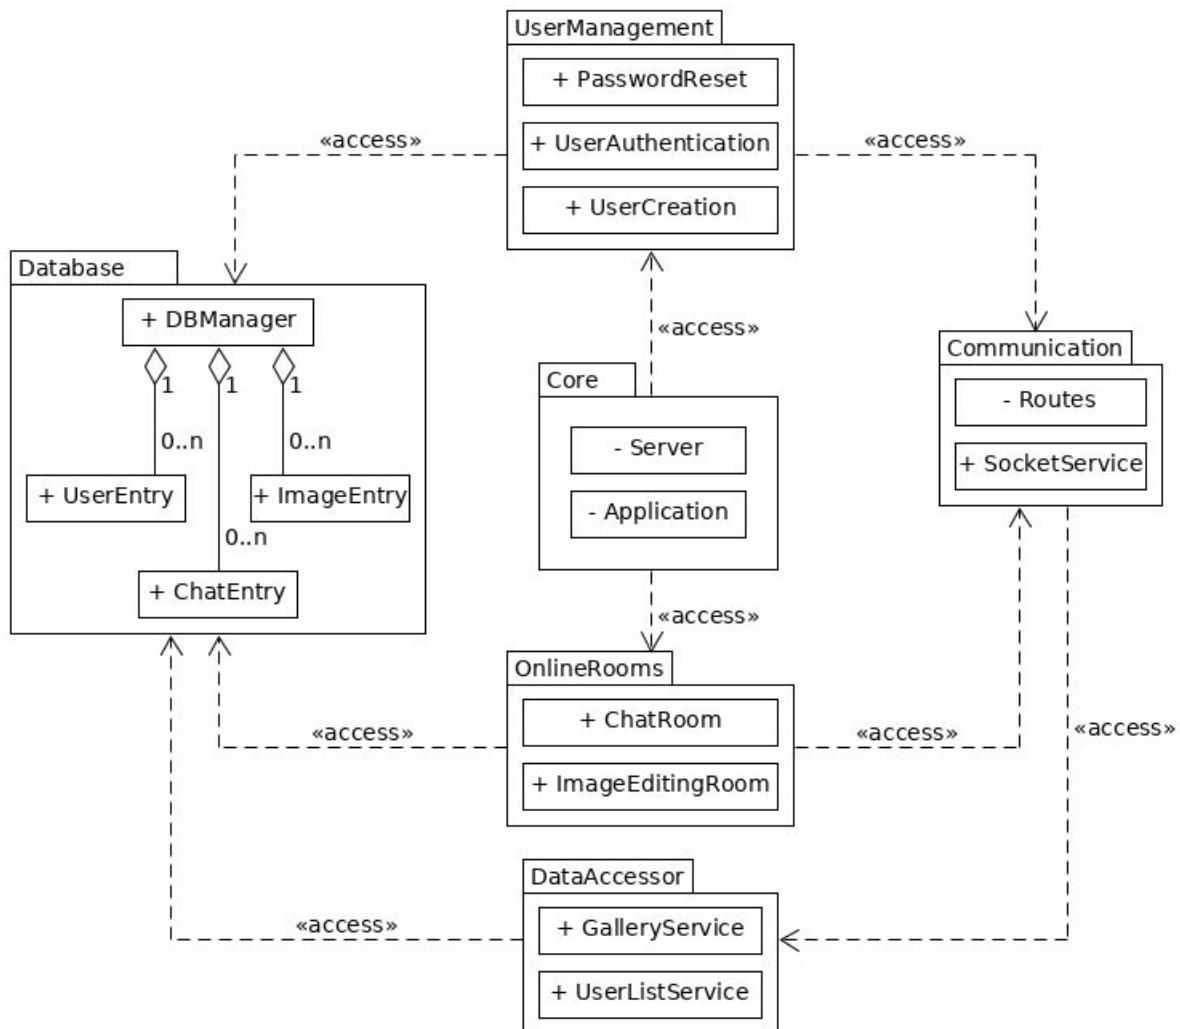 UserManagement
+ PasswordReset
+ UserAuthentication
+ UserCreation
«access»
«access»
Database
+ DBManager
1
1
1
0..n
0..n
+ UserEntry
+ ImageEntry
0..n
+ ChatEntry
«access»
Core
- Server
- Application
«access»
Communication
- Routes
+ SocketService
OnlineRooms
+ ChatRoom
+ ImageEditingRoom
«access»
«access»
«access»
DataAccessor
+ GalleryService
+ UserListService
«access»